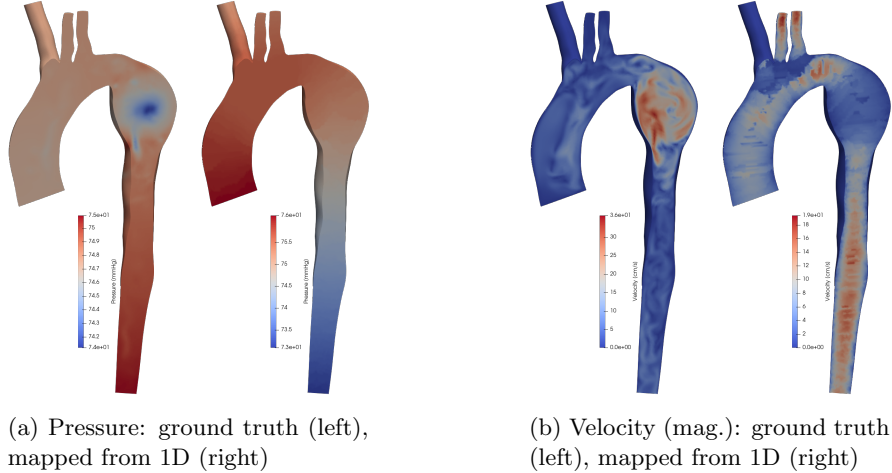 7.5e+01
75
74.9
74.8
74.7
74.6
74.5
74.4
74.3
74.2
7.4e+01
Pressure (mmHg)
7.6e+01
75.5
75
74.5
74
73.5
7.3e+01
Pressure (mmHg)
3.6e+01
30
25
20
15
10
5
0.0e+00
Velocity (cm/s)
1.9e+01
18
16
14
12
10
8
6
4
2
0.0e+00
Velocity (cm/s)
(a) Pressure: ground truth (left),
mapped from 1D (right)
(b) Velocity (mag.): ground truth
(left), mapped from 1D (right)